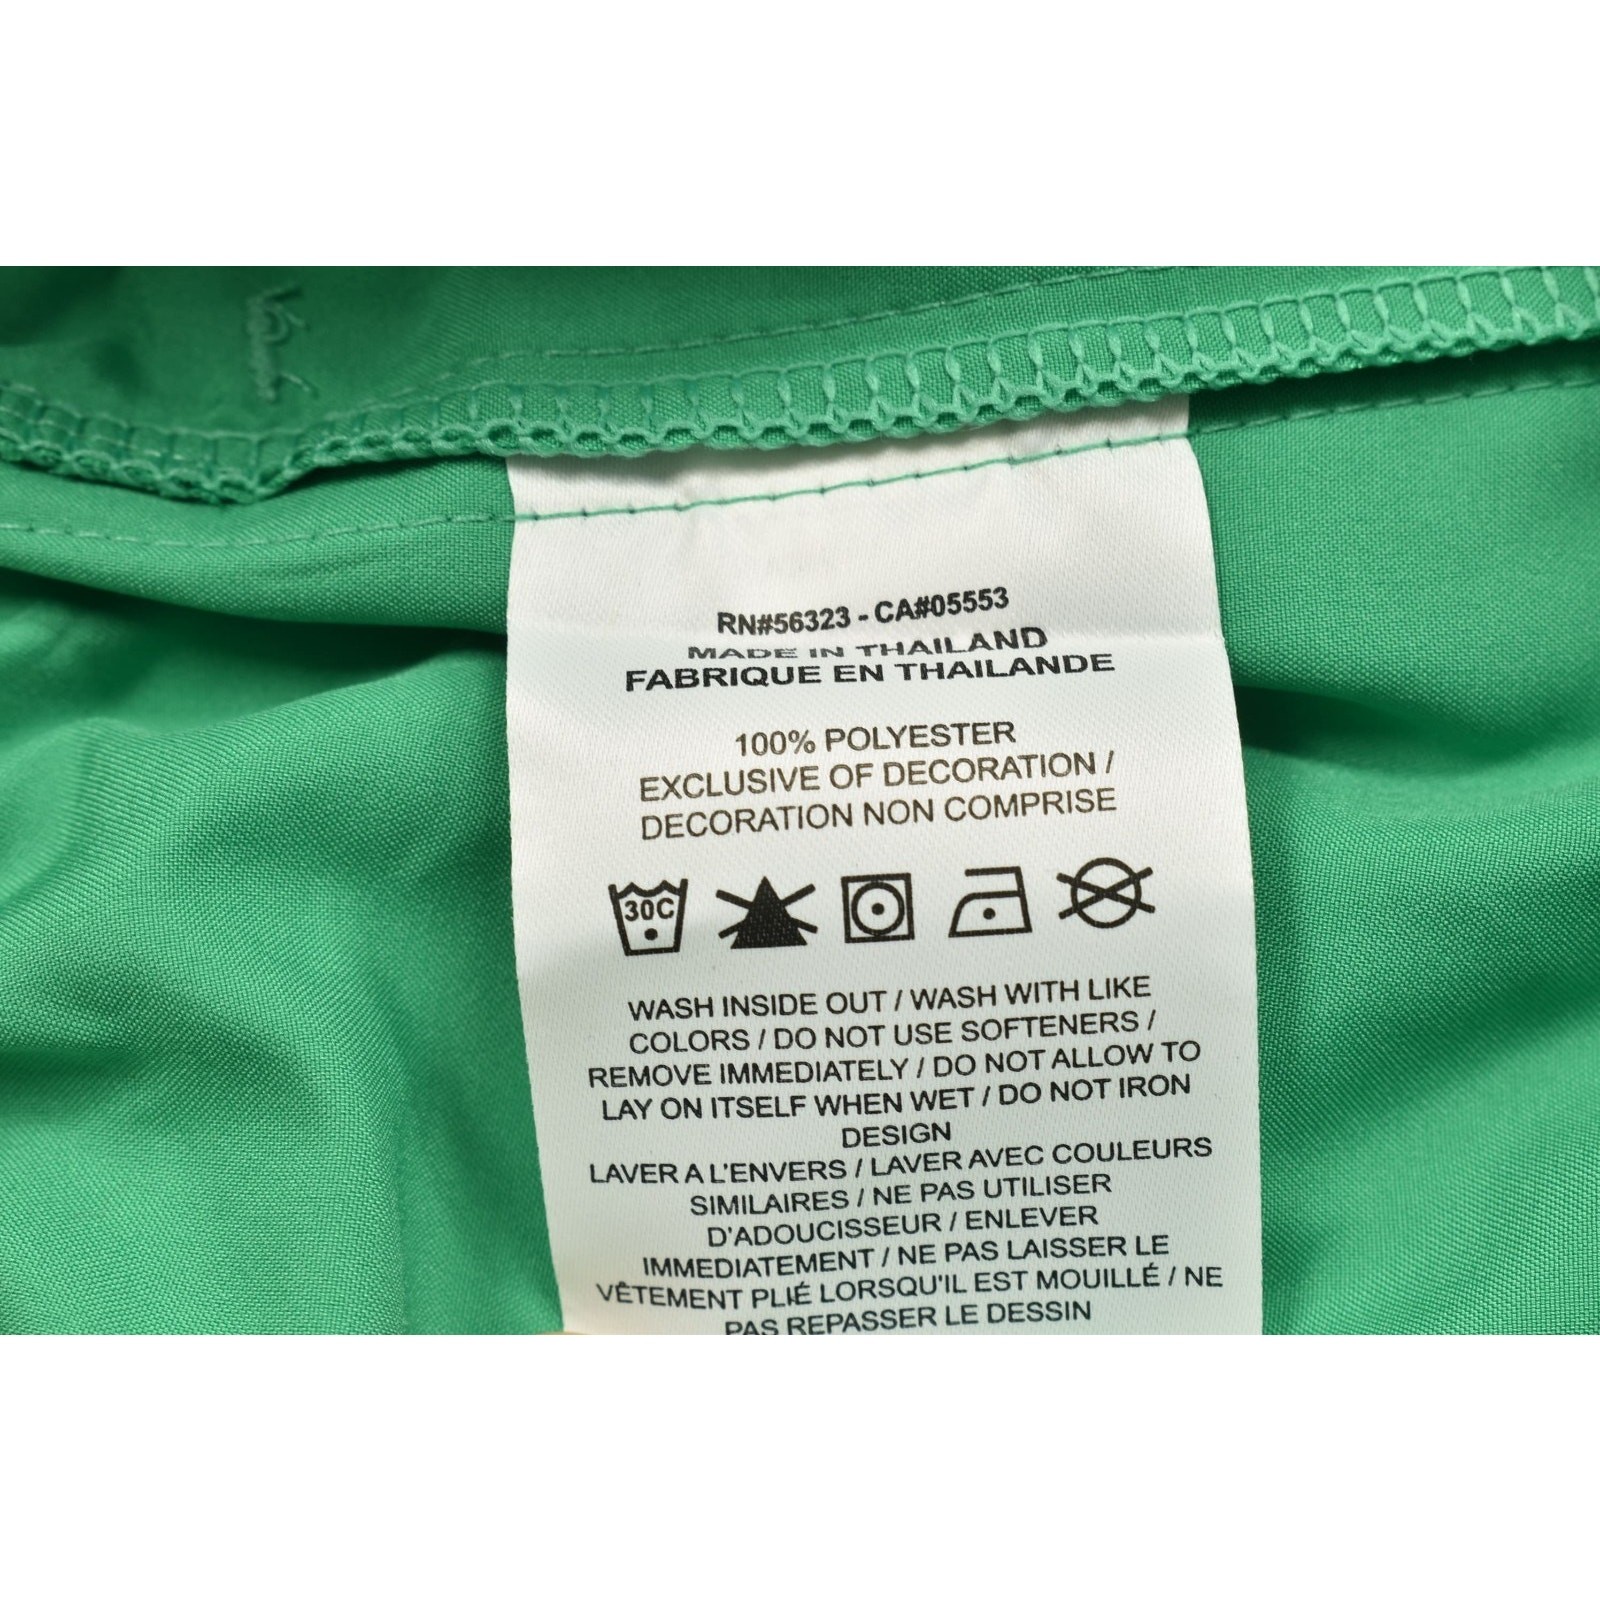 RN#56323 - CA#05553
MADE IN THAILAND
FABRIQUE EN THAILANDE
100% POLYESTER
EXCLUSIVE OF DECORATION /
DECORATION NON COMPRISE
30C
WASH INSIDE OUT / WASH WITH LIKE
COLORS / DO NOT USE SOFTENERS /
REMOVE IMMEDIATELY / DO NOT ALLOW TO
LAY ON ITSELF WHEN WET / DO NOT IRON
DESIGN
LAVER A L'ENVERS / LAVER AVEC COULEURS
SIMILAIRES / NE PAS UTILISER
D'ADOUCISSEUR / ENLEVER
IMMEDIATEMENT / NE PAS LAISSER LE
VÊTEMENT PLIÉ LORSQU'IL EST MOUILLÉ / NE
PAS REPASSER LE DESSIN